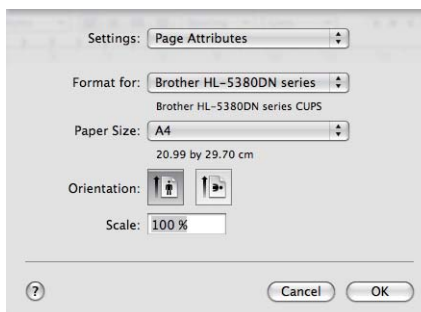 Settings: Page Attributes
Format for: Brother HL-5380DN series
Brother HL-5380DN series CUPS
Paper Size: A4
20.99 by 29.70 cm
Orientation:
Scale: 100 %
? Cancel OK